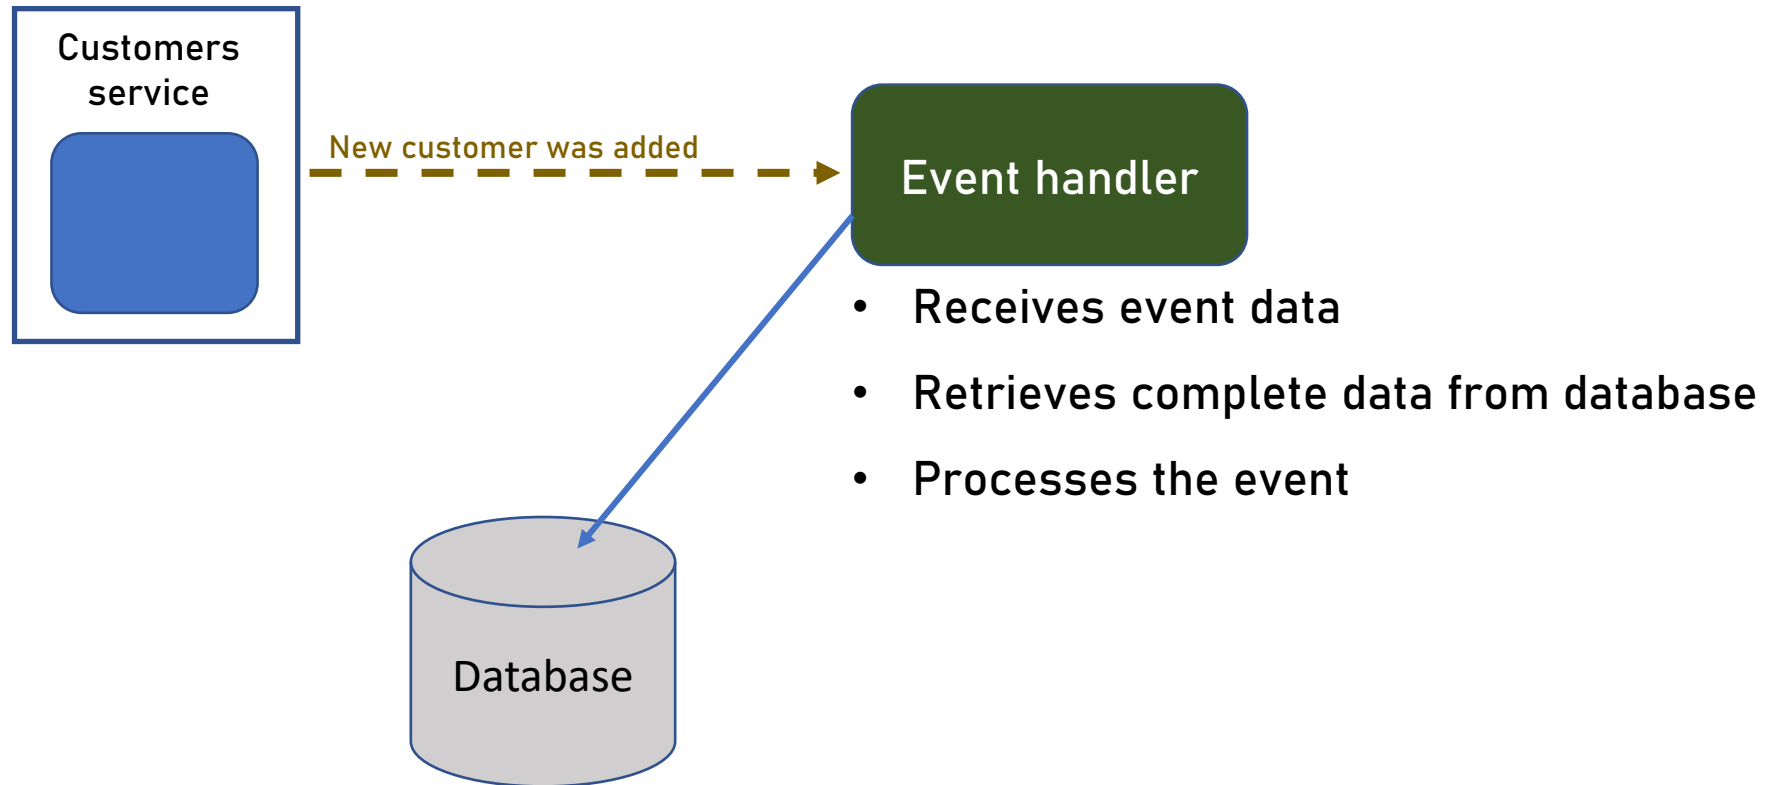 Customers
service
New customer was added
Event handler
• Receives event data
• Retrieves complete data from database
• Processes the event
Database